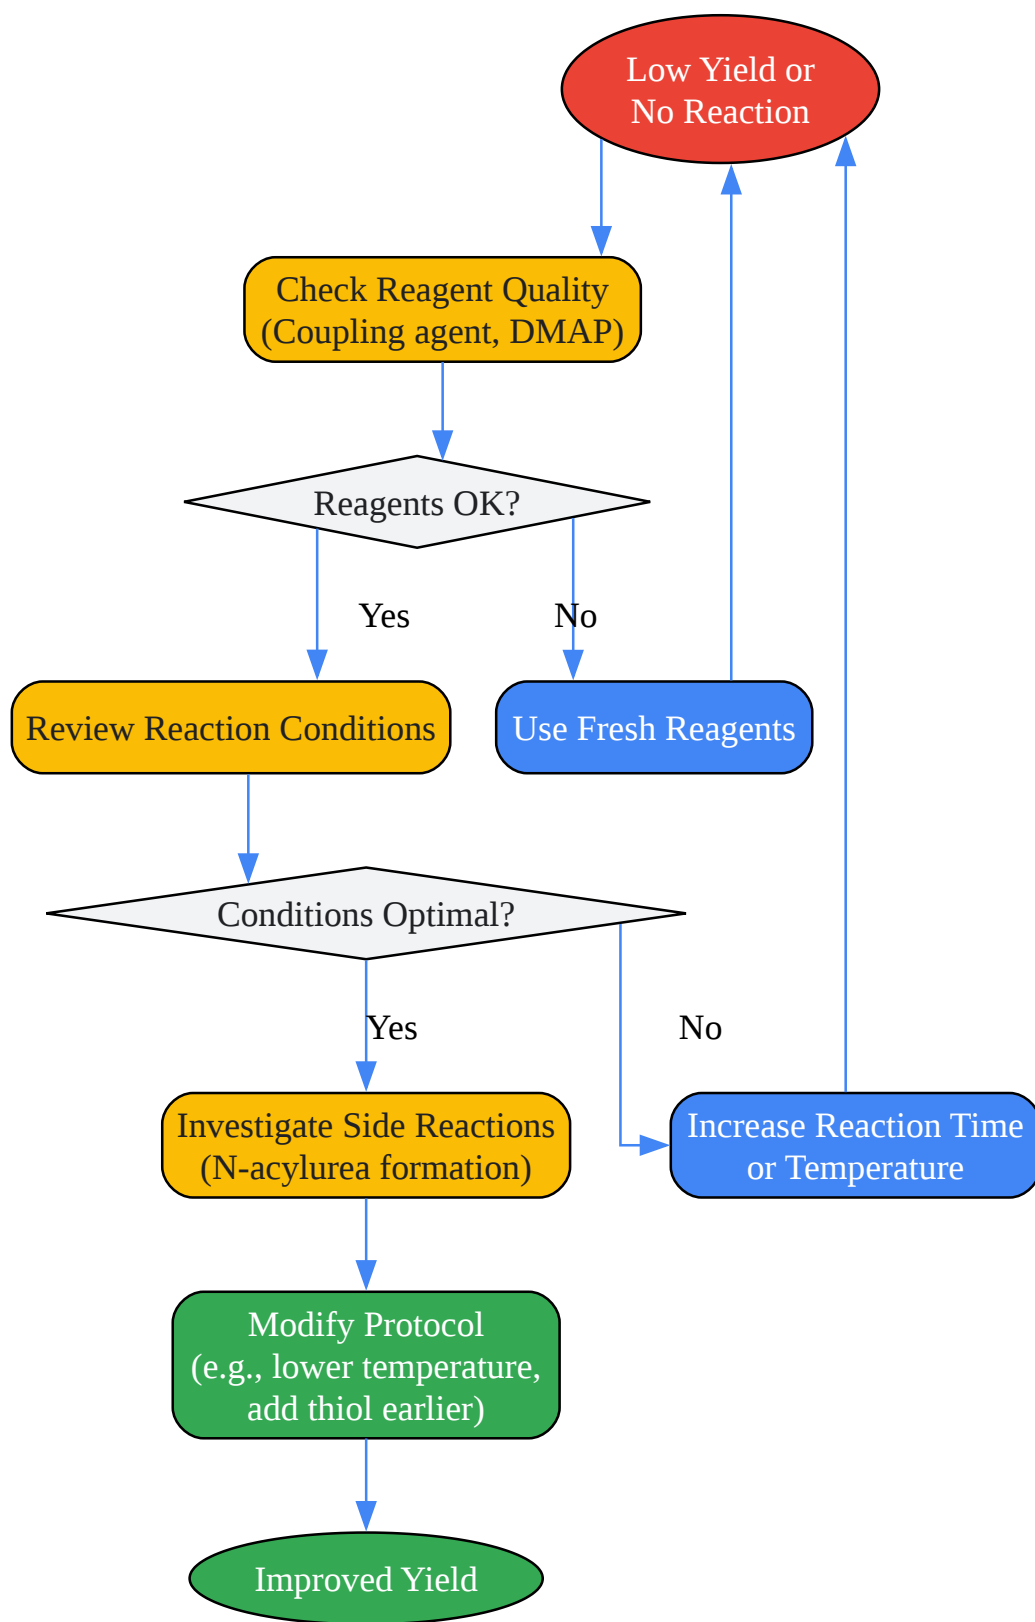 Low Yield or
No Reaction
Check Reagent Quality
(Coupling agent, DMAP)
Reagents OK?
Yes
No
Review Reaction Conditions
Use Fresh Reagents
Conditions Optimal?
Yes
No
Investigate Side Reactions
(N-acylurea formation)
Increase Reaction Time
or Temperature
Modify Protocol
(e.g., lower temperature,
add thiol earlier)
Improved Yield